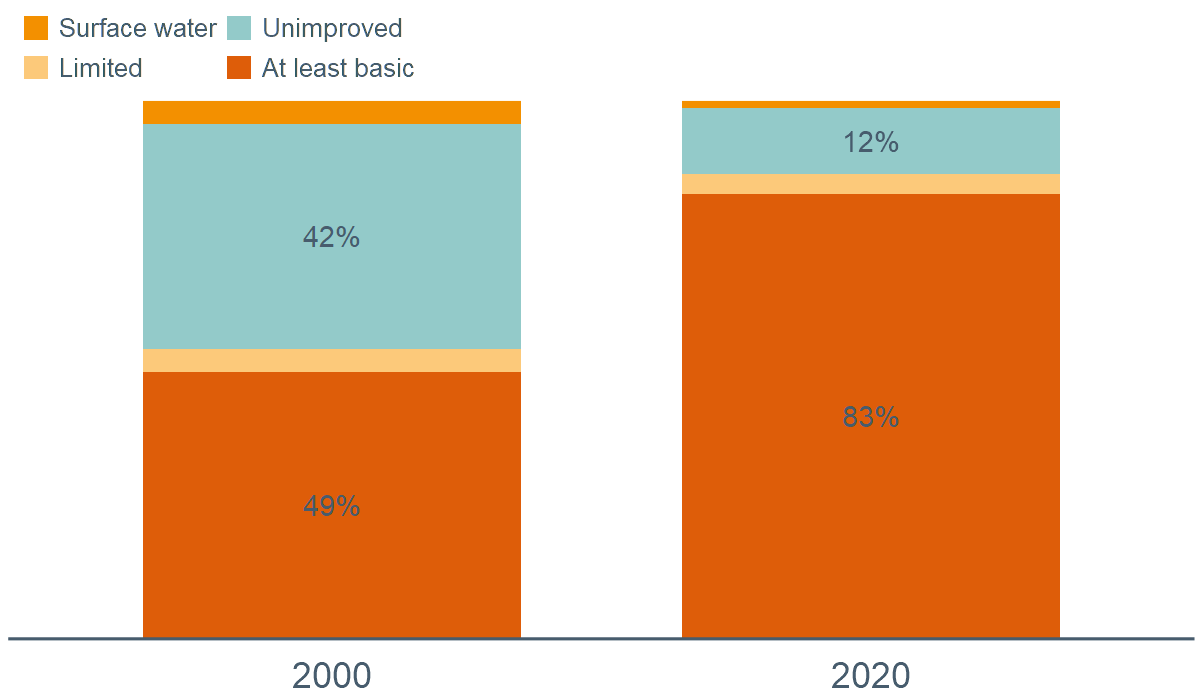 Surface water Unimproved
Limited At least basic
12%
42%
83%
49%
2000 2020